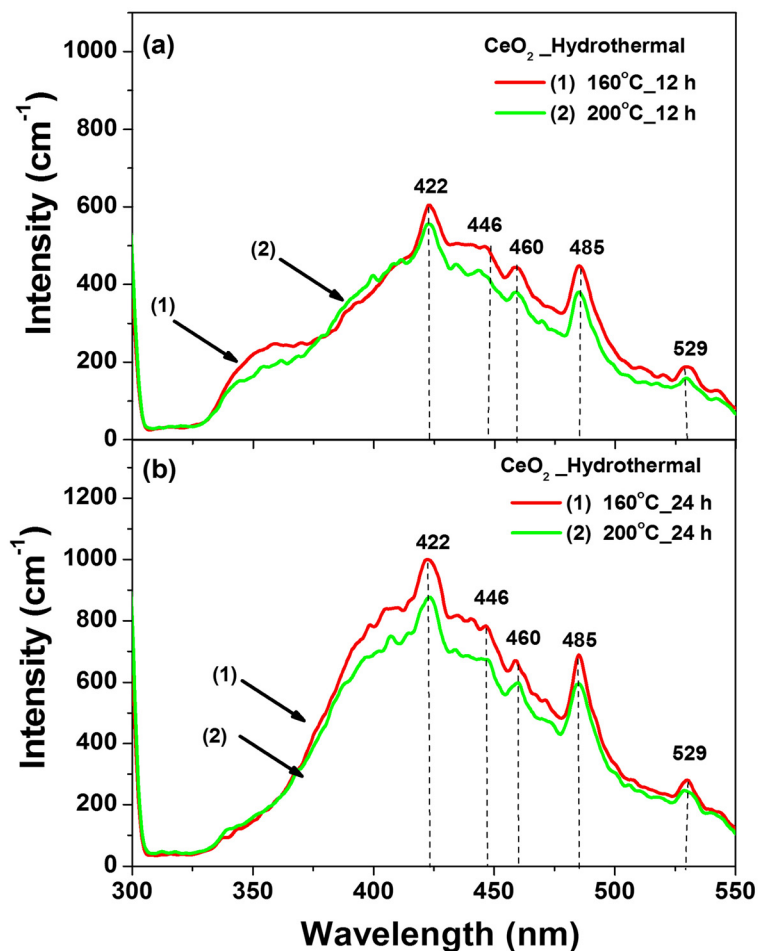 (a)
CeO₂ _Hydrothermal
(1) 160°C_12 h
(2) 200°C_12 h
1000
800
600
400
200
0
Intensity (cm⁻¹)
422
446
460
485
529
(2)
(1)
(b)
CeO₂ _Hydrothermal
(1) 160°C_24 h
(2) 200°C_24 h
1200
1000
800
600
400
200
0
Intensity (cm⁻¹)
422
446
460
485
529
(1)
(2)
300 350 400 450 500 550
Wavelength (nm)